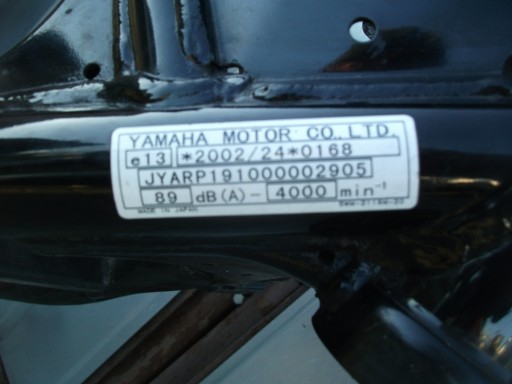 YAMAHA MOTOR CO.,LTD.
e13 *2002/24*0168
JYARP191000002905
89 dB(A) - 4000 min⁻¹
MADE IN JAPAN